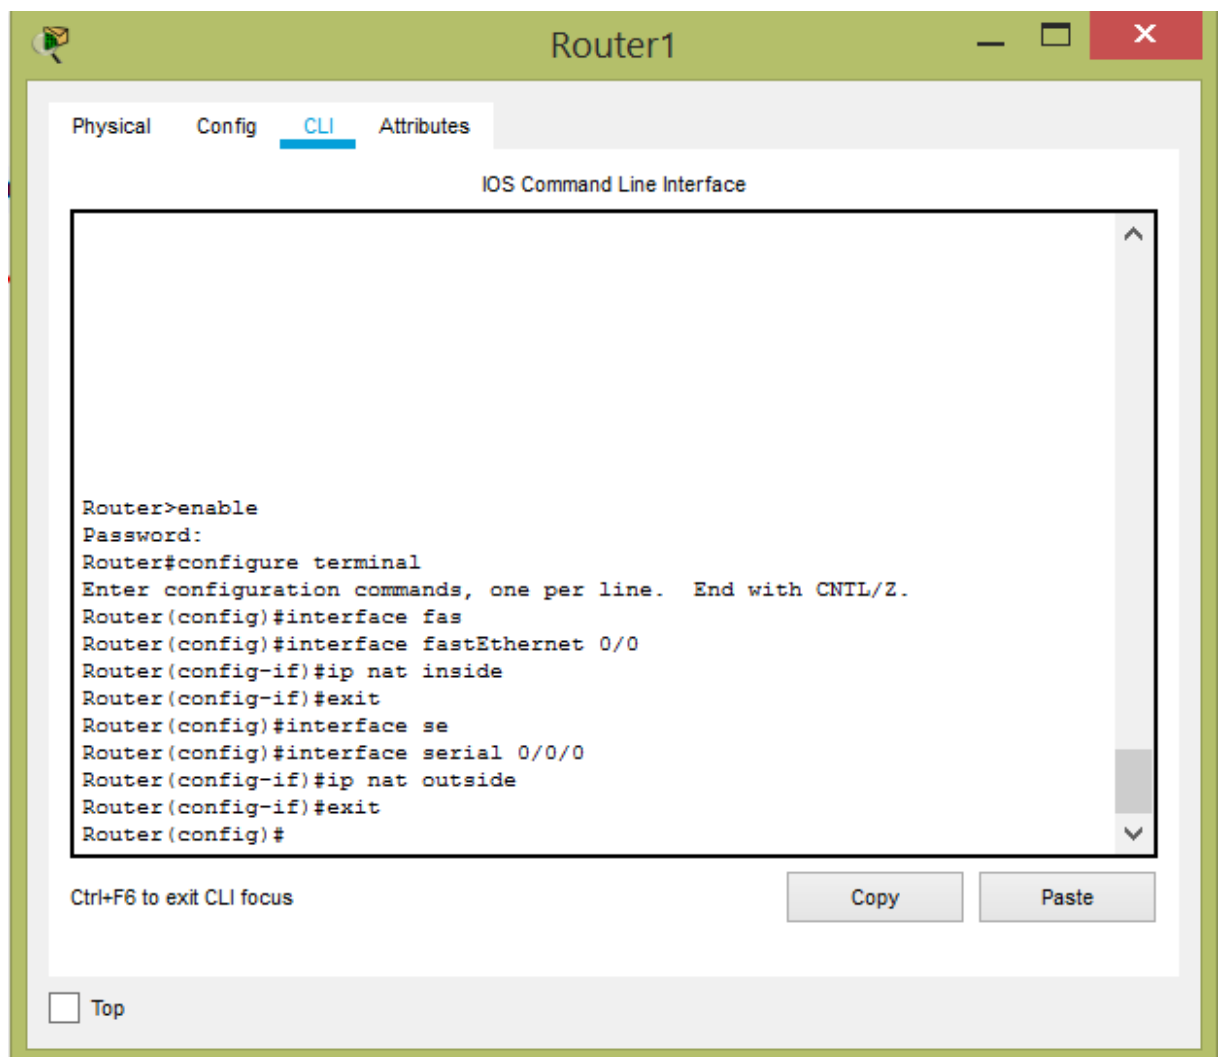 Router1
Physical Config CLI Attributes
IOS Command Line Interface
Router>enable
Password:
Router#configure terminal
Enter configuration commands, one per line.  End with CNTL/Z.
Router(config)#interface fas
Router(config)#interface fastEthernet 0/0
Router(config-if)#ip nat inside
Router(config-if)#exit
Router(config)#interface se
Router(config)#interface serial 0/0/0
Router(config-if)#ip nat outside
Router(config-if)#exit
Router(config)#
Ctrl+F6 to exit CLI focus Copy Paste
Top